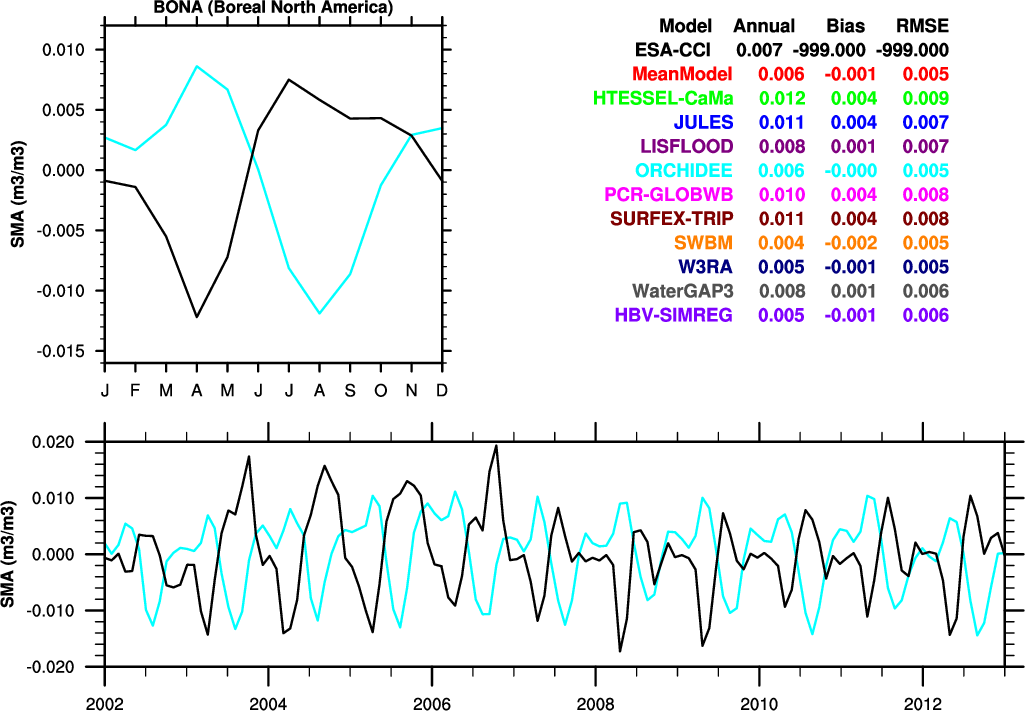 BONA (Boreal North America)
0.010
0.005
0.000
-0.005
-0.010
-0.015
SMA (m3/m3)
J F M A M J J A S O N D
Model Annual Bias RMSE
ESA-CCI 0.007 -999.000 -999.000
MeanModel 0.006 -0.001 0.005
HTESSEL-CaMa 0.012 0.004 0.009
JULES 0.011 0.004 0.007
LISFLOOD 0.008 0.001 0.007
ORCHIDEE 0.006 -0.000 0.005
PCR-GLOBWB 0.010 0.004 0.008
SURFEX-TRIP 0.011 0.004 0.008
SWBM 0.004 -0.002 0.005
W3RA 0.005 -0.001 0.005
WaterGAP3 0.008 0.001 0.006
HBV-SIMREG 0.005 -0.001 0.006
0.020
0.010
0.000
-0.010
-0.020
SMA (m3/m3)
2002 2004 2006 2008 2010 2012